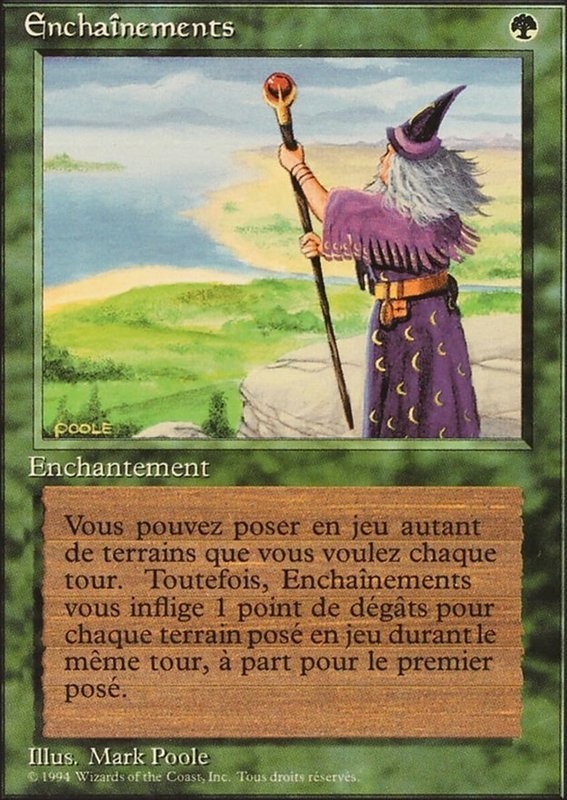 Enchaînements
POOLE
Enchantement
Vous pouvez poser en jeu autant
de terrains que vous voulez chaque
tour. Toutefois, Enchaînements
vous inflige 1 point de dégâts pour
chaque terrain posé en jeu durant le
même tour, à part pour le premier
posé.
Illus. Mark Poole
© 1994 Wizards of the Coast, Inc. Tous droits réservés.